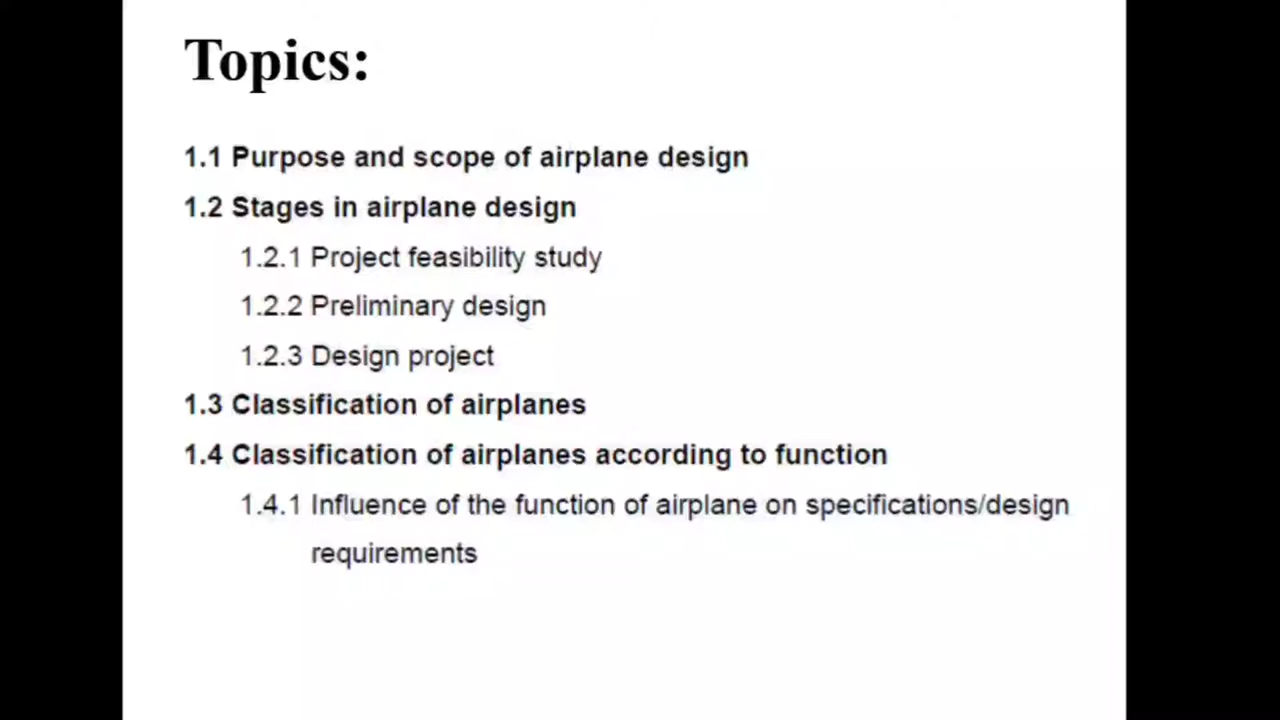 Topics:
1.1 Purpose and scope of airplane design
1.2 Stages in airplane design
1.2.1 Project feasibility study
1.2.2 Preliminary design
1.2.3 Design project
1.3 Classification of airplanes
1.4 Classification of airplanes according to function
1.4.1 Influence of the function of airplane on specifications/design
requirements